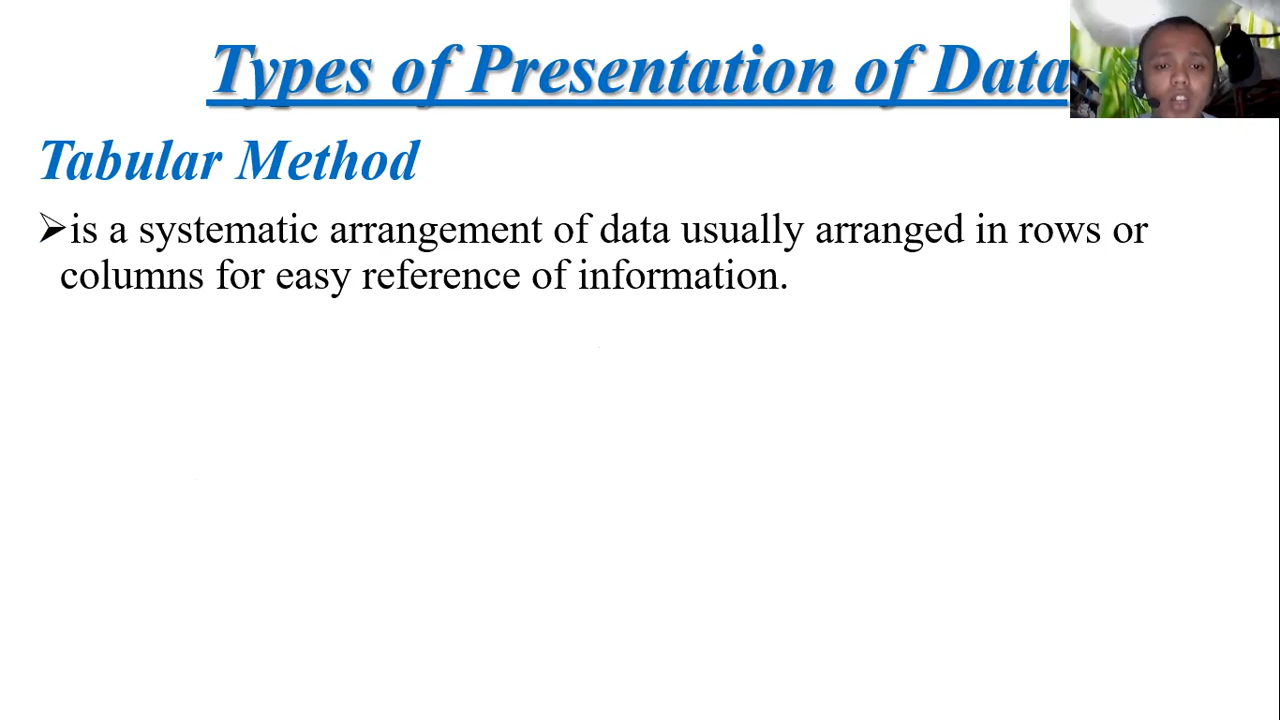 Types of Presentation of Data
Tabular Method
➢is a systematic arrangement of data usually arranged in rows or
columns for easy reference of information.